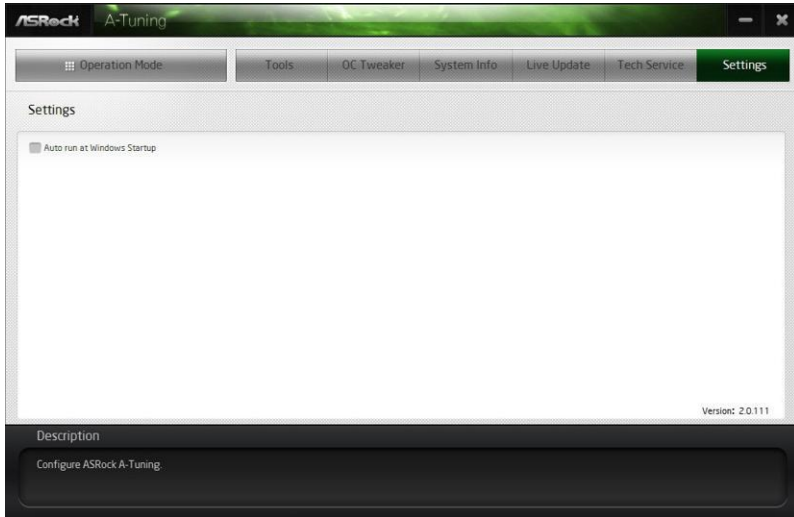 ASRock A-Tuning
Operation Mode Tools OC Tweaker System Info Live Update Tech Service Settings
Settings
Auto run at Windows Startup
Version: 2.0.111
Description
Configure ASRock A-Tuning.